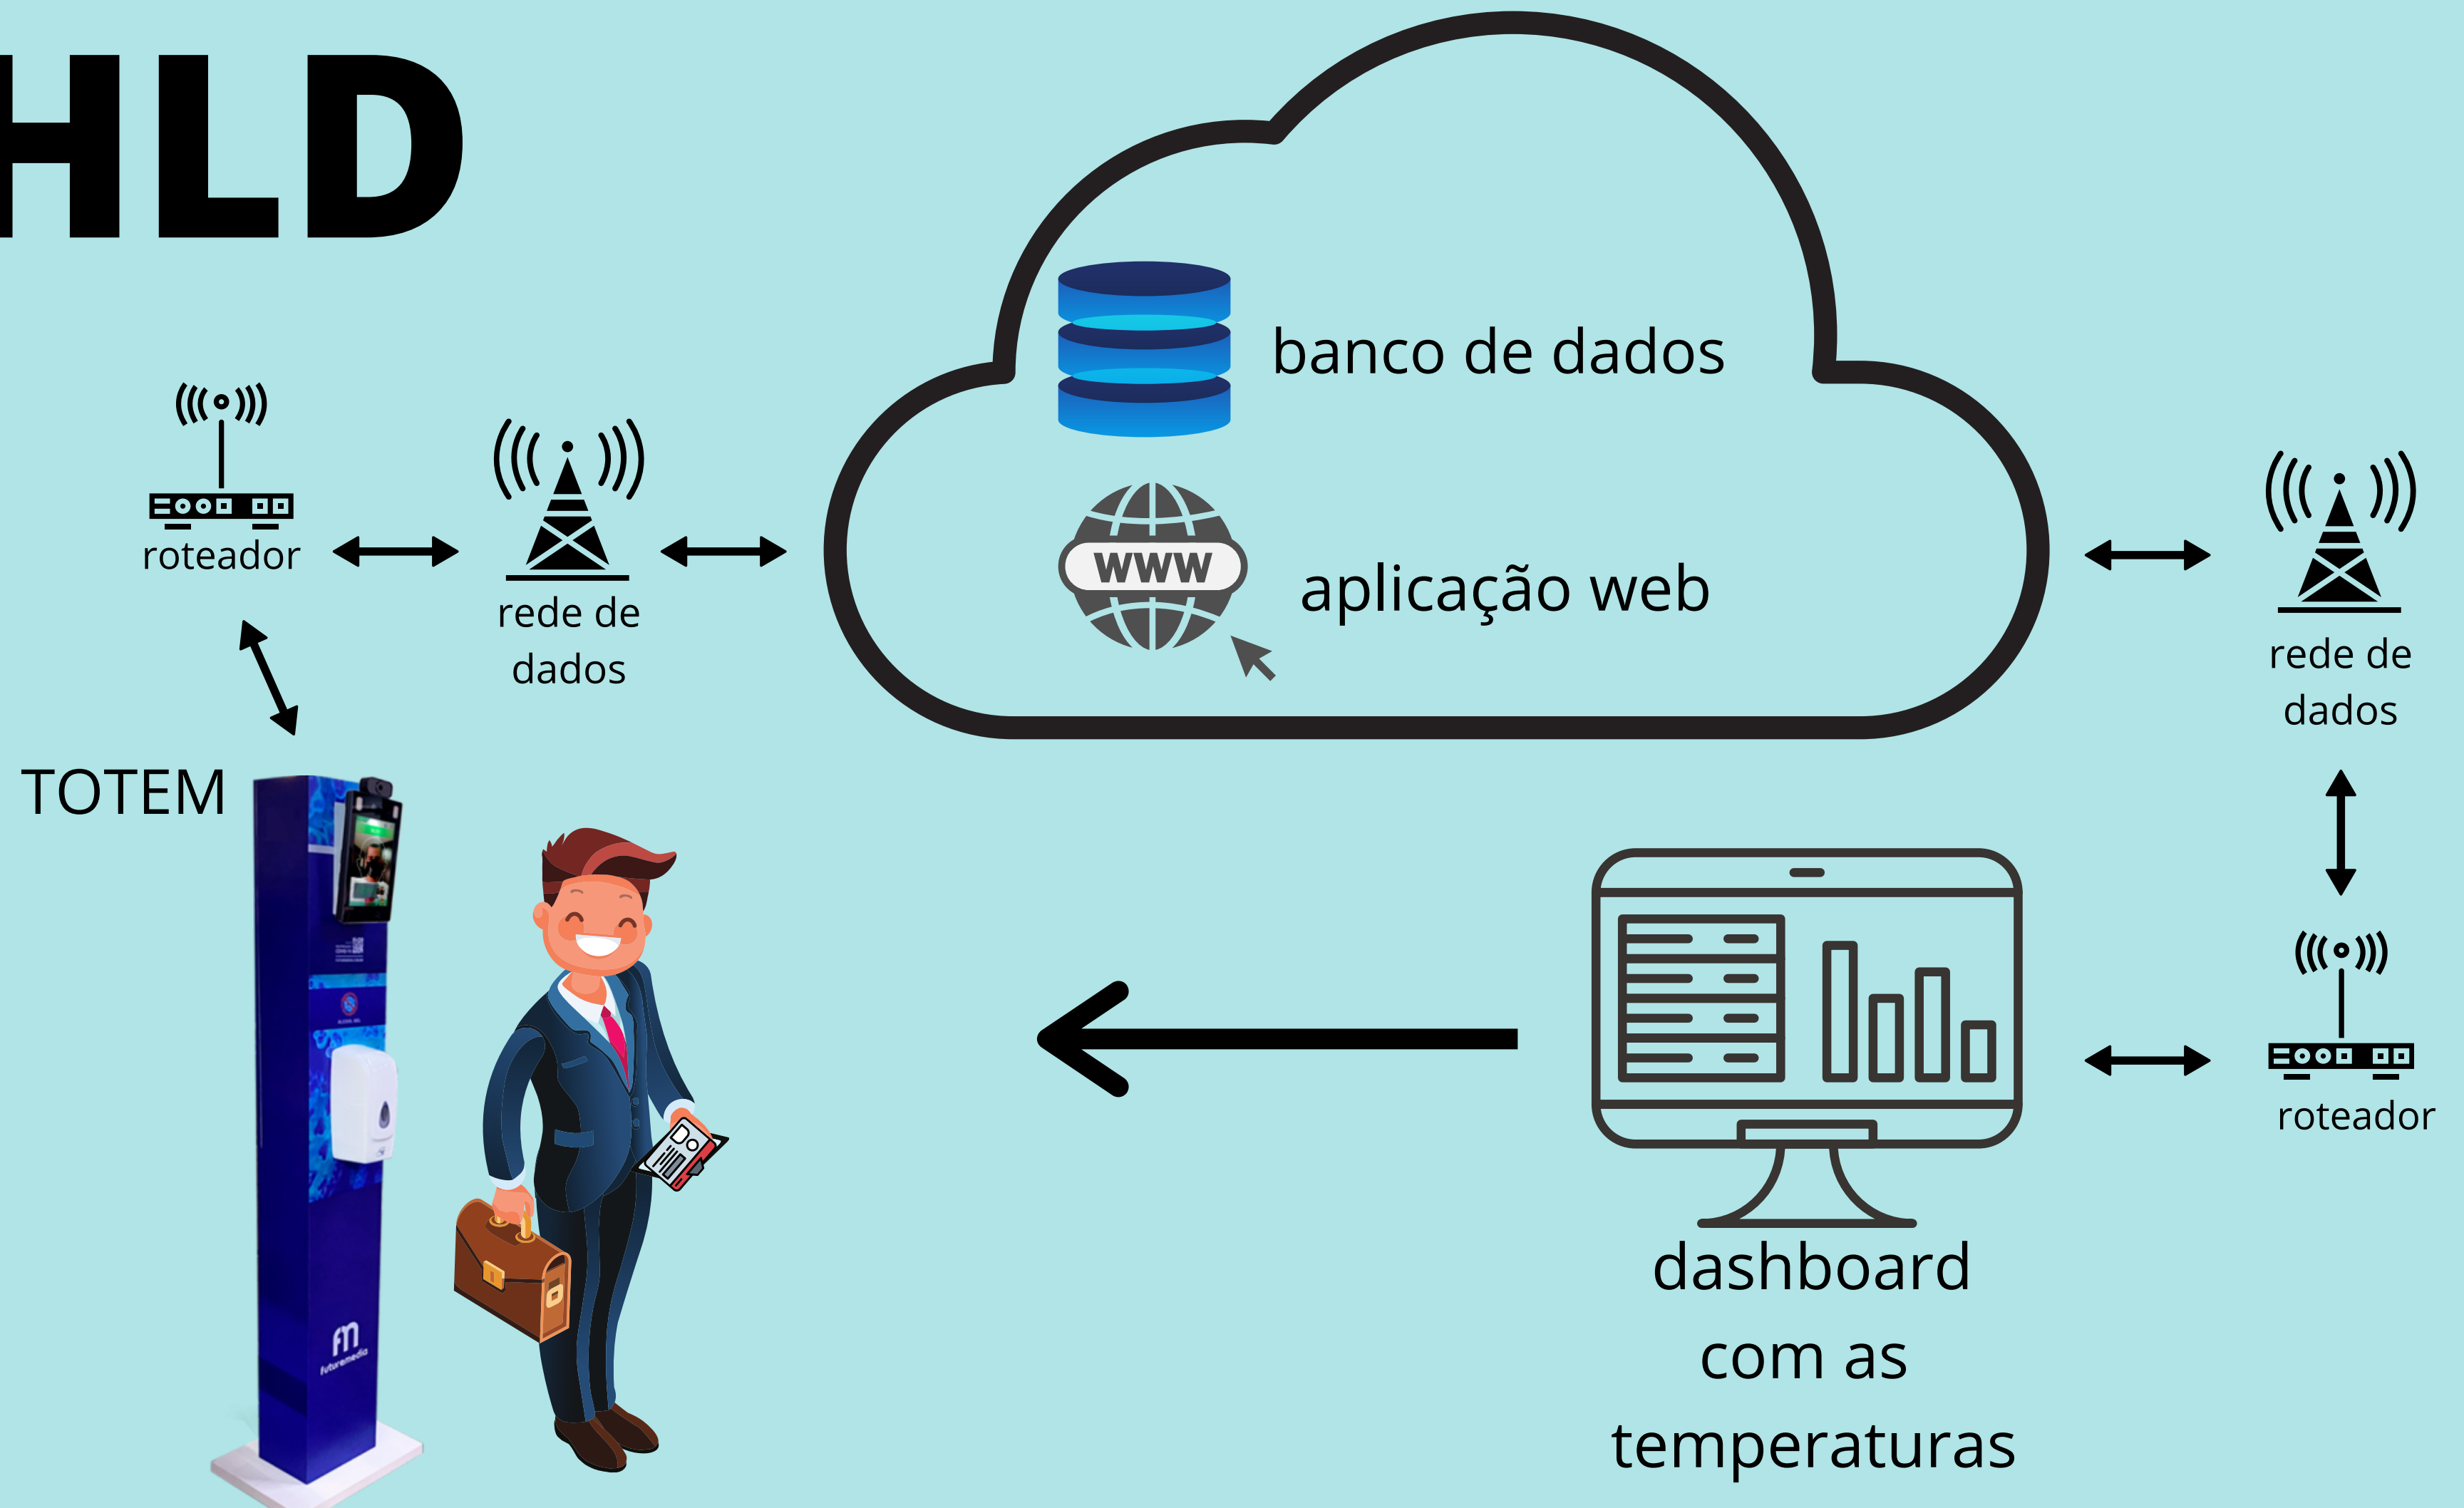 HLD
banco de dados
www
aplicação web
roteador
rede de
dados
rede de
dados
TOTEM
futuremedia
roteador
dashboard
com as
temperaturas